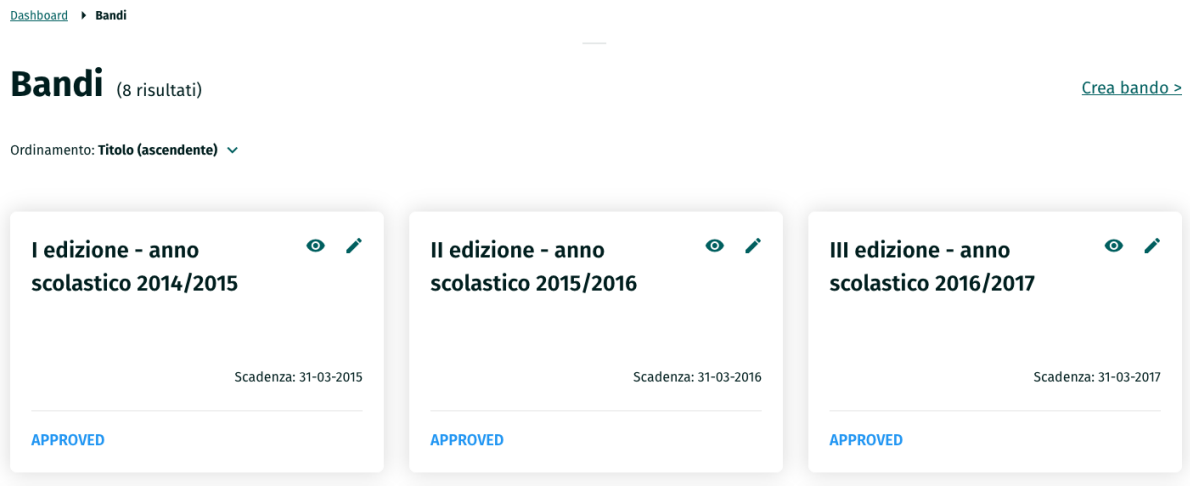 Dashboard Bandi
Bandi (8 risultati)
Crea bando >
Ordinamento: Titolo (ascendente)
I edizione - anno
scolastico 2014/2015
Scadenza: 31-03-2015
APPROVED
II edizione - anno
scolastico 2015/2016
Scadenza: 31-03-2016
APPROVED
III edizione - anno
scolastico 2016/2017
Scadenza: 31-03-2017
APPROVED